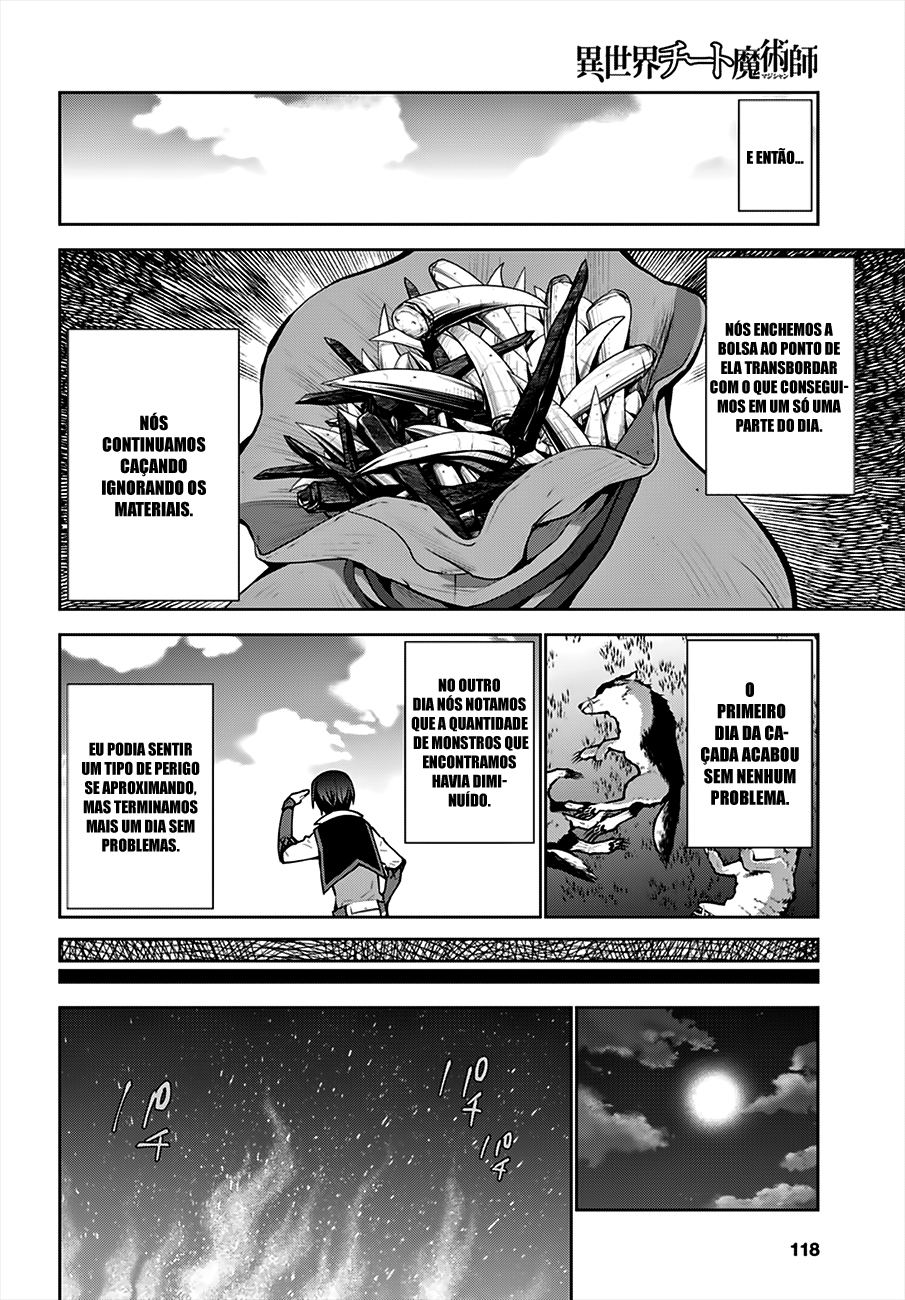 異世界チート魔術師
マジシャン
E ENTÃO...
NÓS ENCHEMOS A
BOLSA AO PONTO DE
ELA TRANSBORDAR
COM O QUE CONSEGUI-
MOS EM UM SÓ UMA
PARTE DO DIA.
NÓS
CONTINUAMOS
CAÇANDO
IGNORANDO OS
MATERIAIS.
O
PRIMEIRO
DIA DA CA-
ÇADA ACABOU
SEM NENHUM
PROBLEMA.
NO OUTRO
DIA NÓS NOTAMOS
QUE A QUANTIDADE
DE MONSTROS QUE
ENCONTRAMOS
HAVIA DIMI-
NUÍDO.
EU PODIA SENTIR
UM TIPO DE PERIGO
SE APROXIMANDO,
MAS TERMINAMOS
MAIS UM DIA SEM
PROBLEMAS.
パチ
パチ
パチ
118